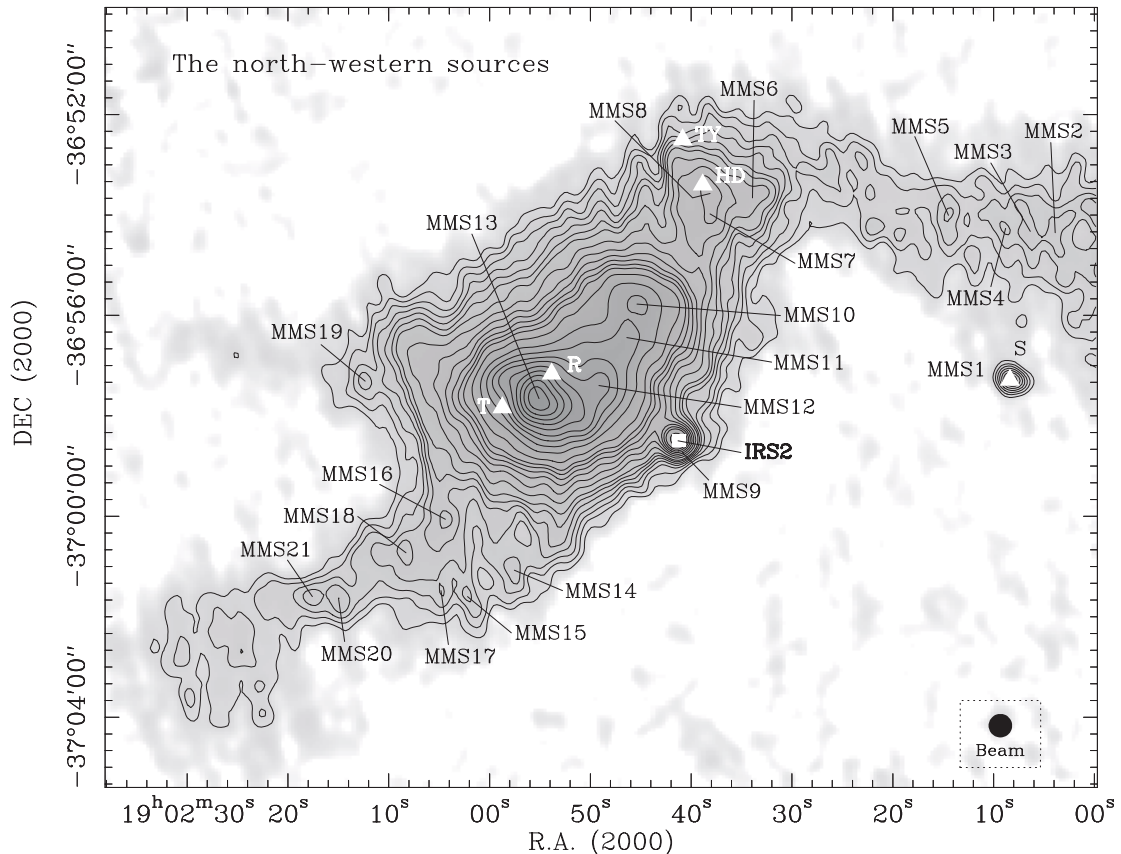 The north−western sources
MMS6
MMS8
TY
MMS5
MMS2
MMS3
HD
MMS13
MMS7
MMS4
MMS10
MMS19
S
R
MMS11
MMS1
T
MMS12
IRS2
MMS16
MMS9
MMS18
MMS21
MMS14
MMS15
MMS20
MMS17
Beam
−36°52′00″
−36°56′00″
−37°00′00″
−37°04′00″
DEC (2000)
19ʰ02ᵐ30ˢ 20ˢ 10ˢ 00ˢ 50ˢ 40ˢ 30ˢ 20ˢ 10ˢ 00ˢ
R.A. (2000)